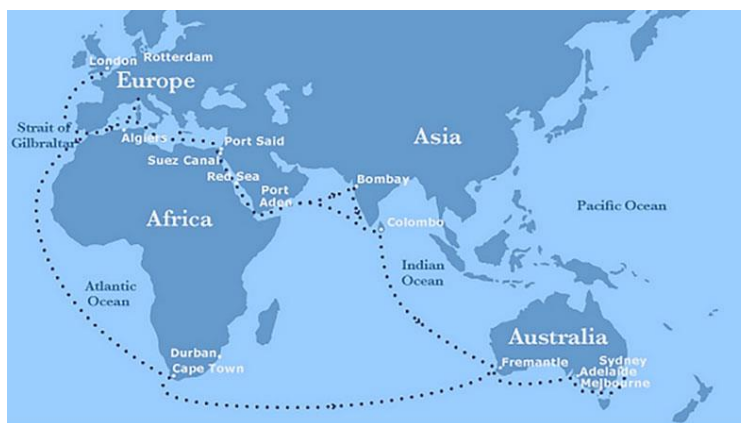 London
Rotterdam
Europe
Strait of
Gilbraltar
Algiers
Port Said
Suez Canal
Red Sea
Port
Aden
Asia
Bombay
Colombo
Pacific Ocean
Africa
Indian
Ocean
Atlantic
Ocean
Durban
Cape Town
Australia
Fremantle
Sydney
Adelaide
Melbourne